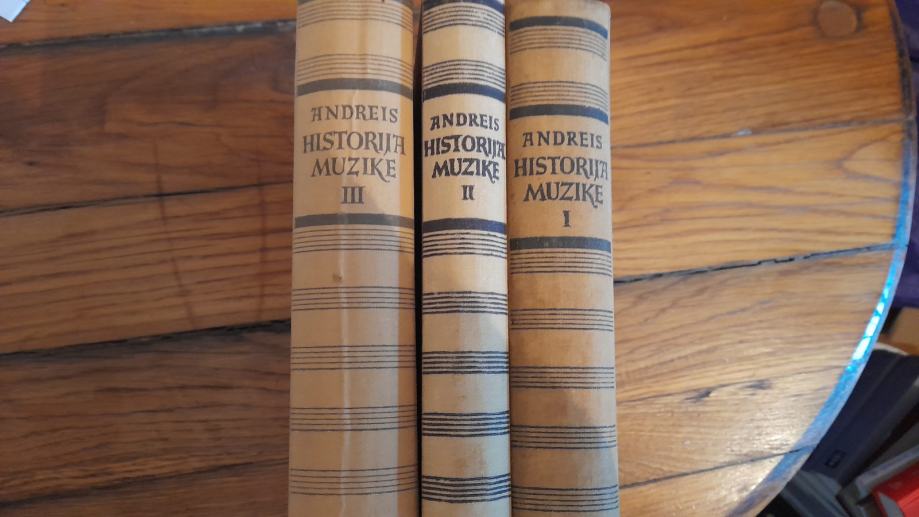 ANDREIS
HISTORIJA
MUZIKE
III
ANDREIS
HISTORIJA
MUZIKE
II
ANDREIS
HISTORIJA
MUZIKE
I